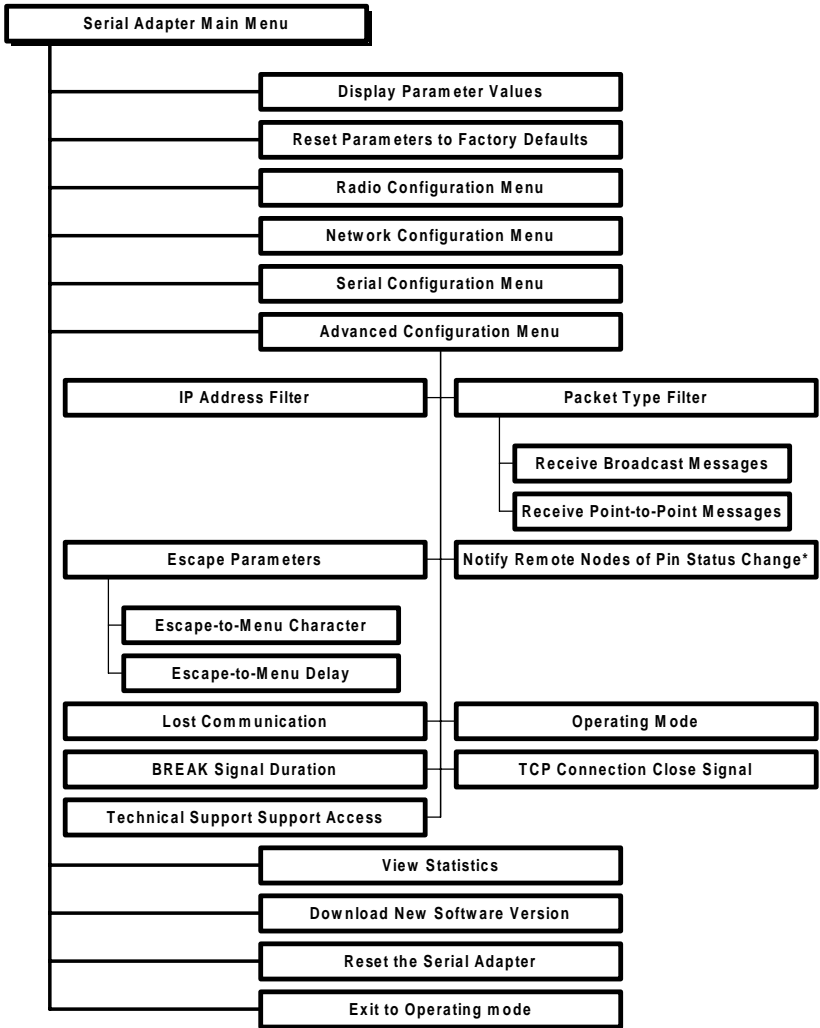 Serial Adapter Main Menu
Display Parameter Values
Reset Parameters to Factory Defaults
Radio Configuration Menu
Network Configuration Menu
Serial Configuration Menu
Advanced Configuration Menu
IP Address Filter
Packet Type Filter
Receive Broadcast Messages
Receive Point-to-Point Messages
Escape Parameters
Notify Remote Nodes of Pin Status Change*
Escape-to-Menu Character
Escape-to-Menu Delay
Lost Communication
Operating Mode
BREAK Signal Duration
TCP Connection Close Signal
Technical Support Support Access
View Statistics
Download New Software Version
Reset the Serial Adapter
Exit to Operating mode